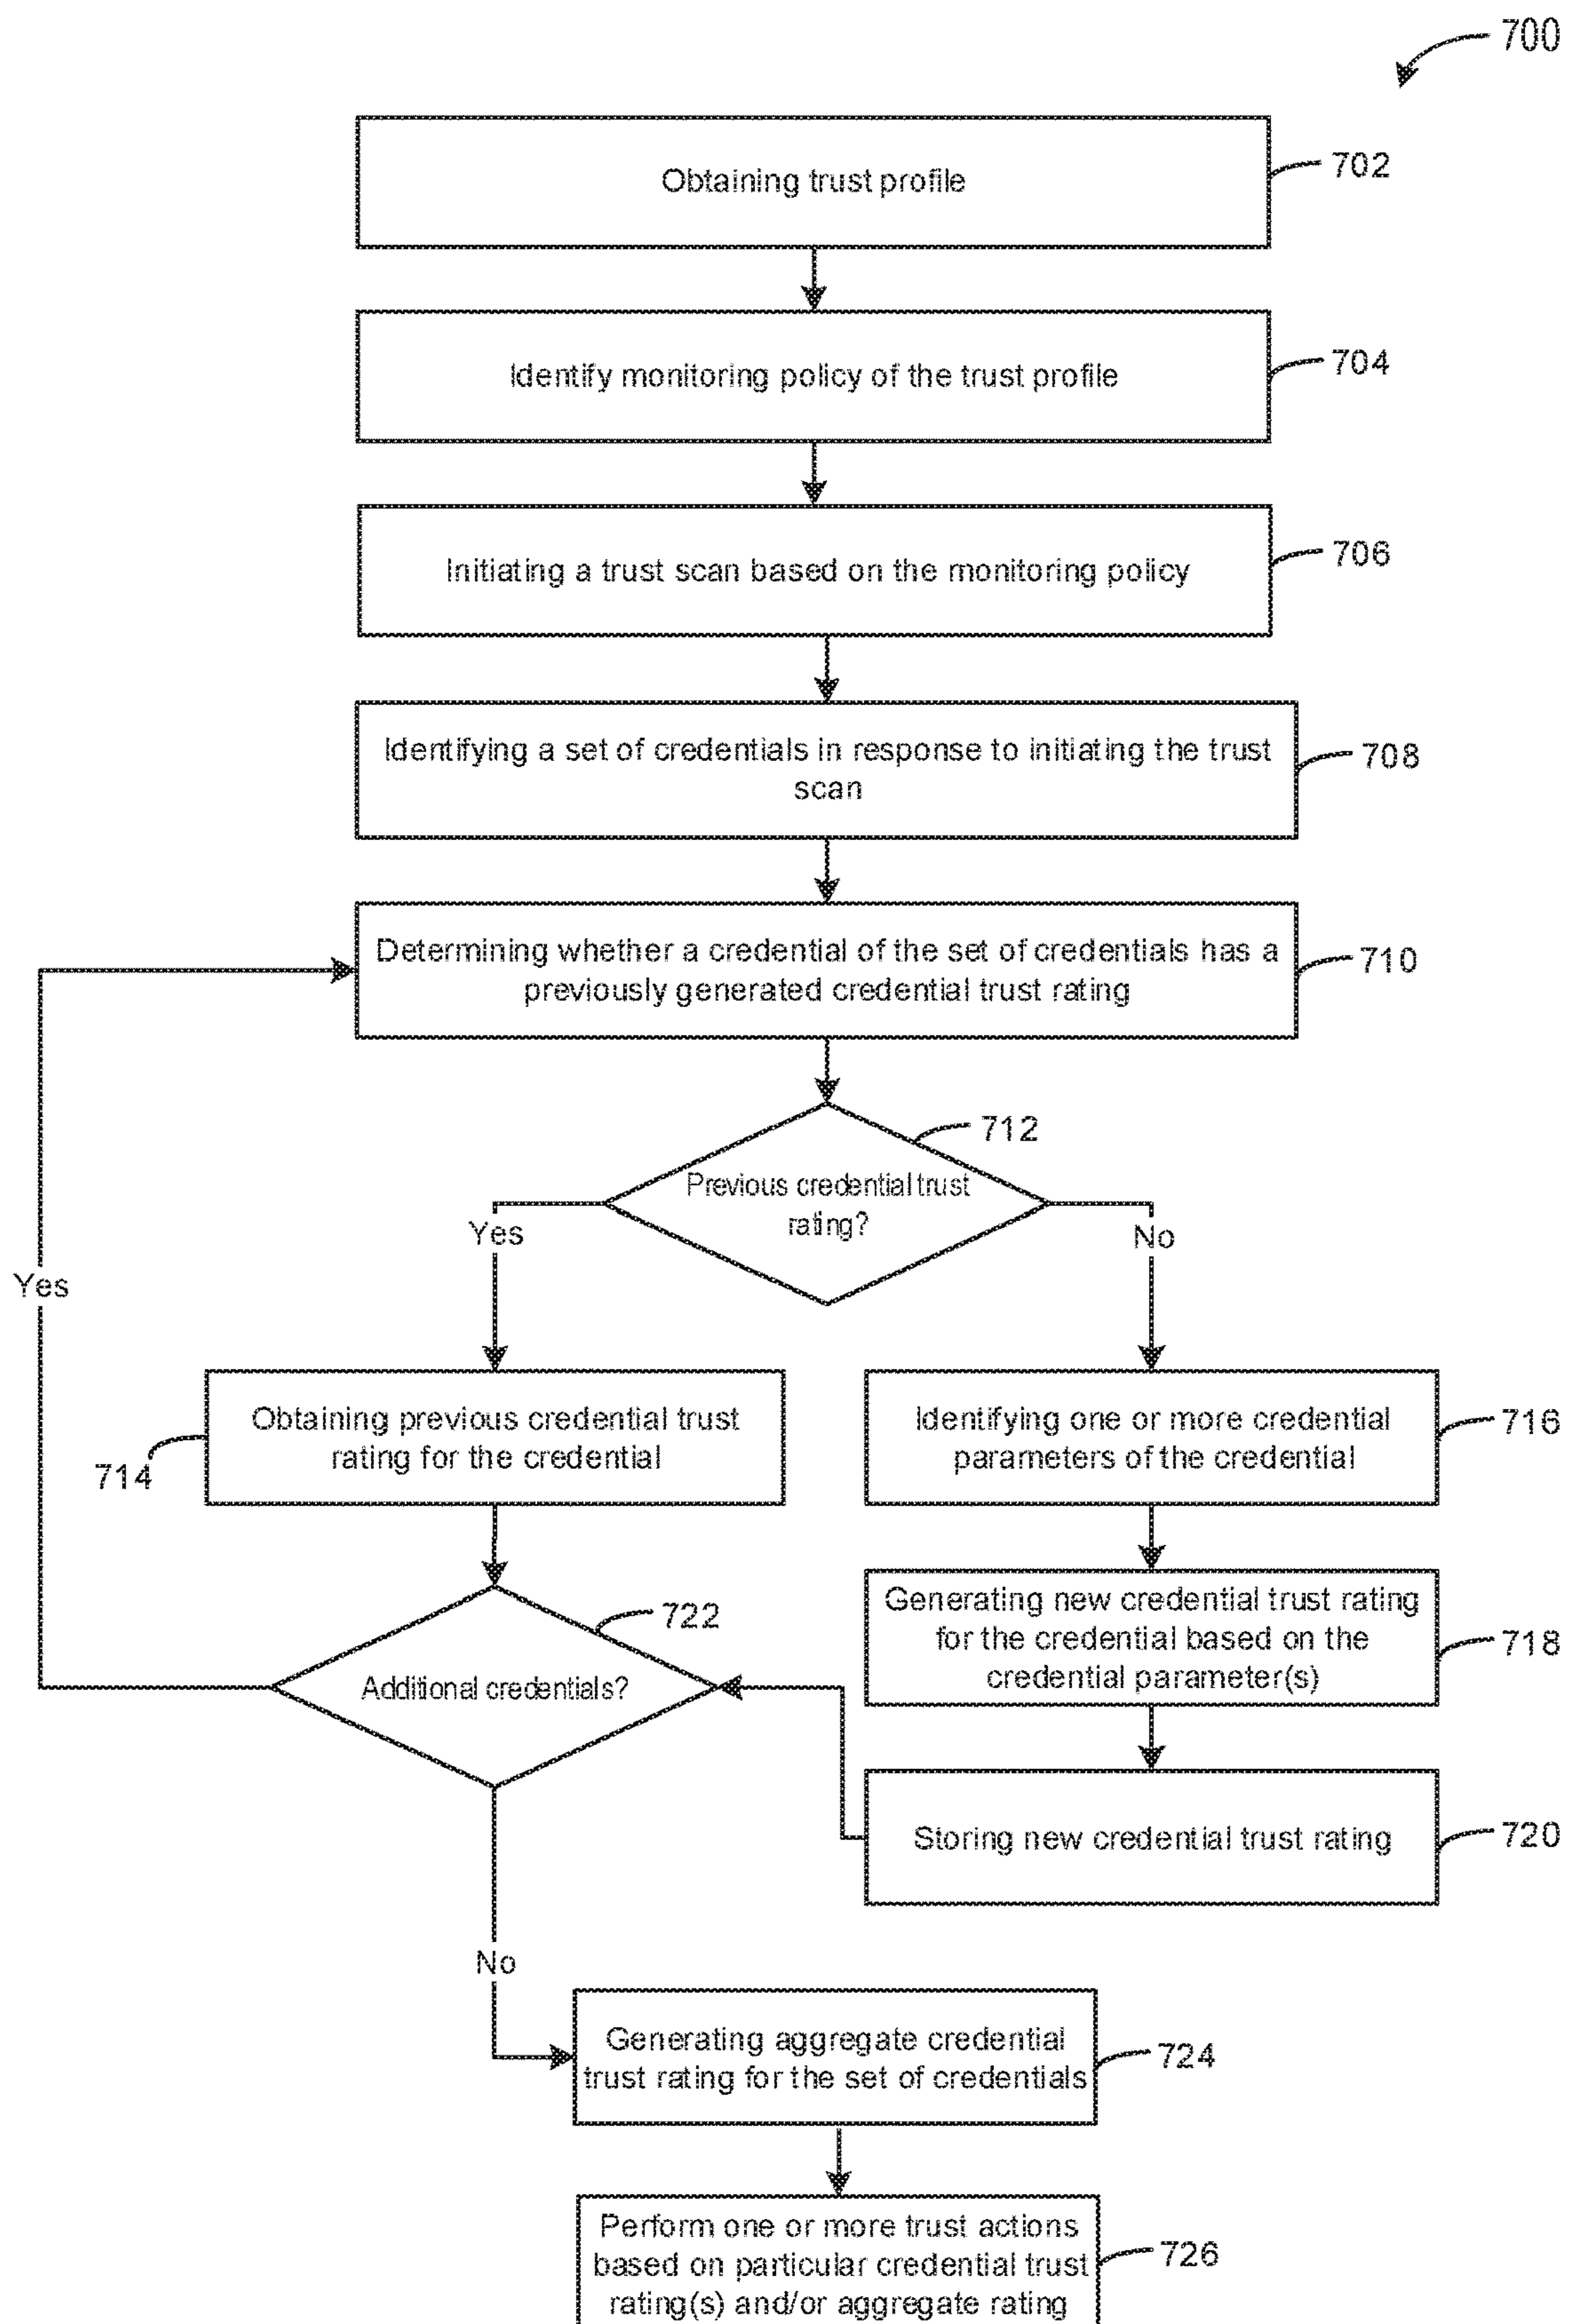 700
Obtaining trust profile
702
Identify monitoring policy of the trust profile
704
Initiating a trust scan based on the monitoring policy
706
Identifying a set of credentials in response to initiating the trust
scan
708
Determining whether a credential of the set of credentials has a
previously generated credential trust rating
710
712
Previous credential trust
rating?
Yes
No
Yes
Obtaining previous credential trust
rating for the credential
714
Identifying one or more credential
parameters of the credential
716
Generating new credential trust rating
for the credential based on the
credential parameter(s)
718
722
Additional credentials?
Storing new credential trust rating
720
No
Generating aggregate credential
trust rating for the set of credentials
724
Perform one or more trust actions
based on particular credential trust
rating(s) and/or aggregate rating
726